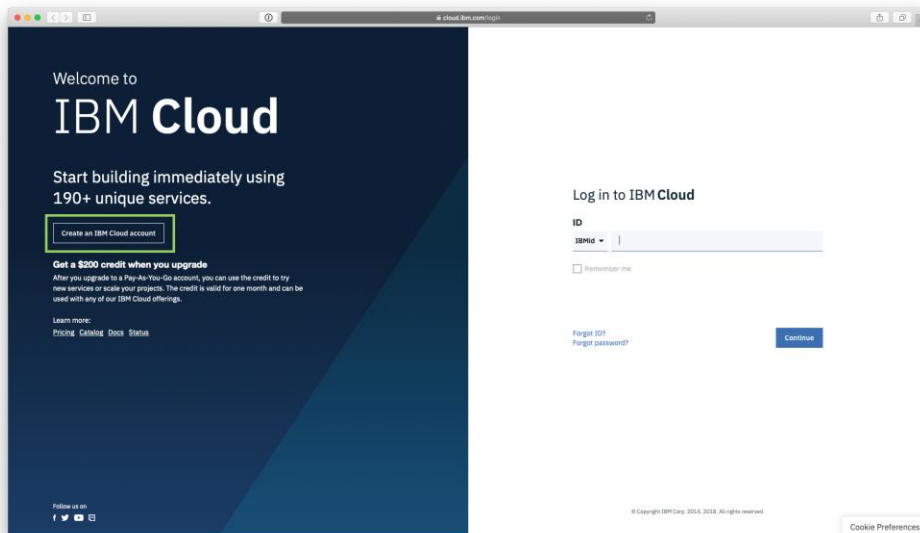 cloud.ibm.com/login
Welcome to
IBM Cloud
Start building immediately using
190+ unique services.
Create an IBM Cloud account
Get a $200 credit when you upgrade
After you upgrade to a Pay-As-You-Go account, you can use the credit to try
new services or scale your projects. The credit is valid for one month and can be
used with any of our IBM Cloud offerings.
Learn more:
Pricing Catalog Docs Status
Follow us on
Log in to IBM Cloud
ID
IBMid
Remember me
Forgot ID?
Forgot password?
Continue
© Copyright IBM Corp. 2014, 2018. All rights reserved.
Cookie Preferences